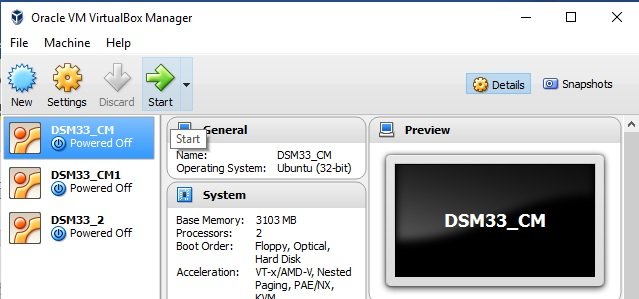 Oracle VM VirtualBox Manager
File Machine Help
New Settings Discard Start Details Snapshots
DSM33_CM
Powered Off
DSM33_CM1
Powered Off
DSM33_2
Powered Off
Start
General
Name: DSM33_CM
Operating System: Ubuntu (32-bit)
System
Base Memory: 3103 MB
Processors: 2
Boot Order: Floppy, Optical,
Hard Disk
Acceleration: VT-x/AMD-V, Nested
Paging, PAE/NX,
KVM
Preview
DSM33_CM